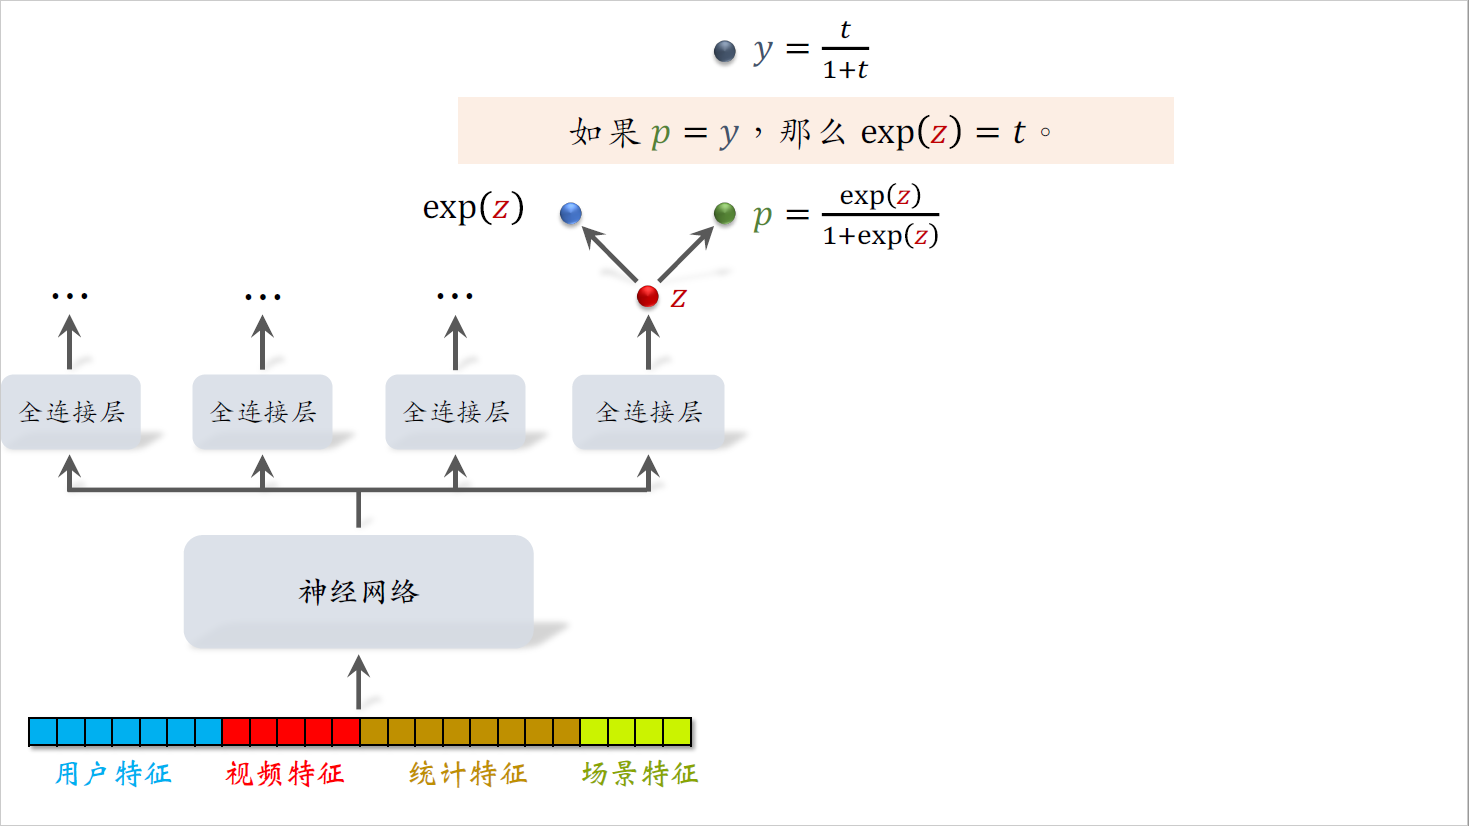 y = t/(1+t)
如果 p = y，那么 exp(z) = t。
exp(z)
p = exp(z)/(1+exp(z))
… … … z
全连接层 全连接层 全连接层 全连接层
神经网络
用户特征 视频特征 统计特征 场景特征